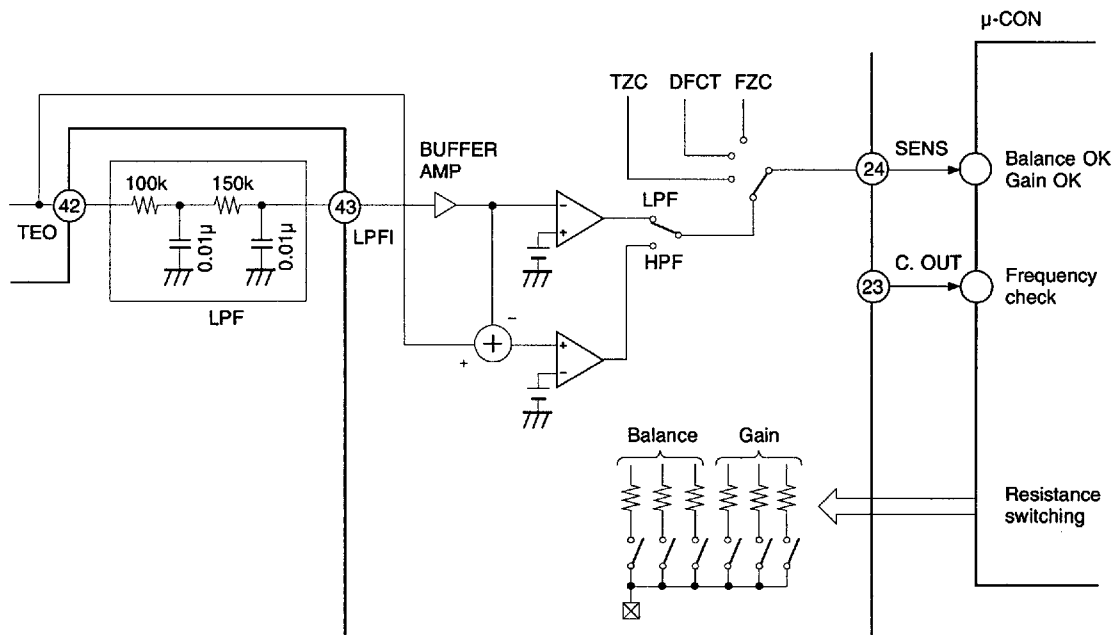 μ-CON
TZC DFCT FZC
BUFFER
AMP
SENS
24
Balance OK
Gain OK
100k 150k
LPF
42
43
TEO
LPFI
0.01μ 0.01μ
−
+
HPF
C. OUT
23
Frequency
check
LPF
−
+
+
+
−
Balance Gain
Resistance
switching